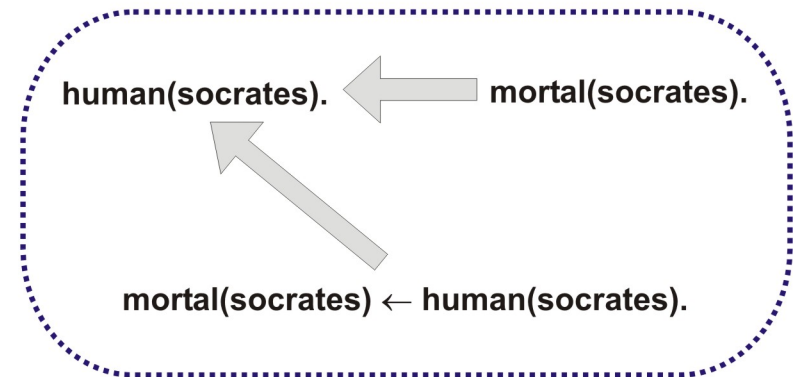 human(socrates).
mortal(socrates).
mortal(socrates) ← human(socrates).